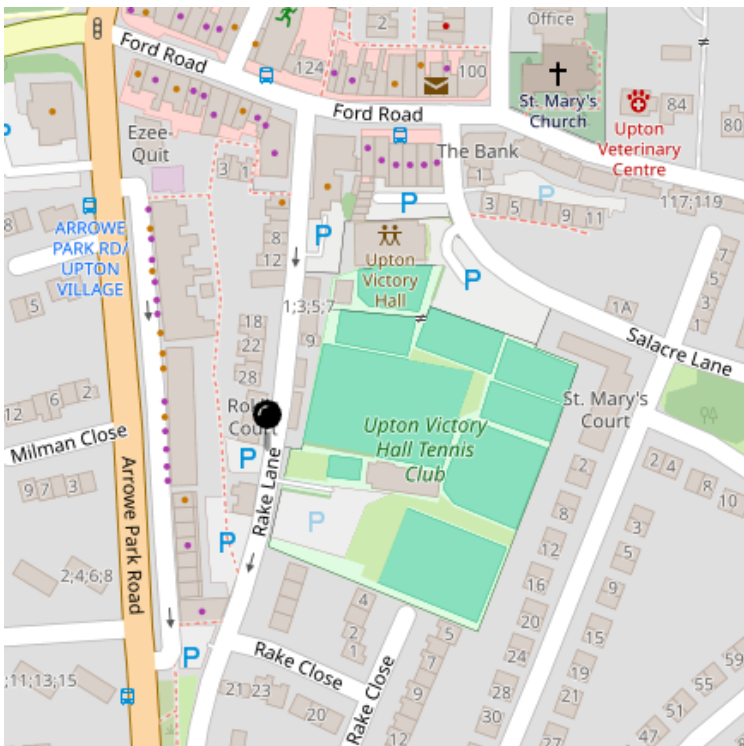 Office
Ford Road
2
124
100
Ford Road
St. Mary's
Church
84
80
Upton
Veterinary
Centre
Ezee-
Quit
The Bank
P
3
1
1
P
P
3
5
9
11
117;119
8
ARROWE
PARK RD/
UPTON
VILLAGE
8
12
P
Upton
Victory
Hall
P
7
5
3
1
5
1;3;5;7
1A
18
22
28
9
Salacre Lane
12
6
2
St. Mary's
Court
Court
Upton Victory
Hall Tennis
Club
Milman Close
P
9
7
3
Arrowe Park Road
Rake Lane
P
P
2
2
4
8
10
8
3
12
5
2;4;6;8
16
9
4
20
15
2
1
5
24
P
Rake Close
7
59
19
;11;13;15
21
23
9
28
21
55
20
Rake Close
12
30
51
27
47